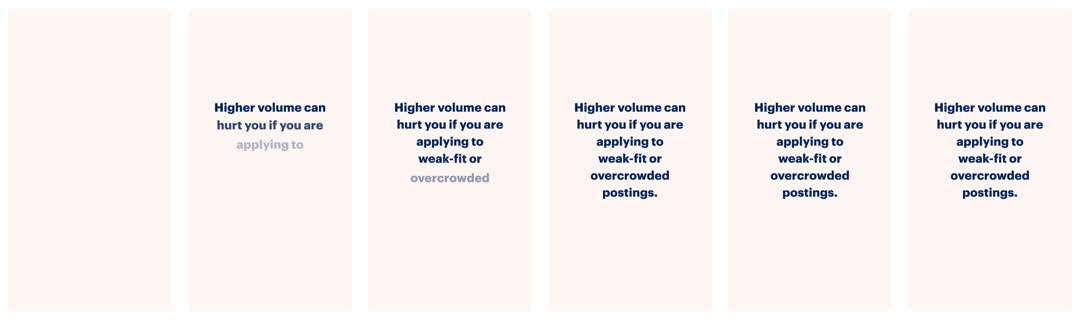 Higher volume can
hurt you if you are
applying to
Higher volume can
hurt you if you are
applying to
weak-fit or
overcrowded
Higher volume can
hurt you if you are
applying to
weak-fit or
overcrowded
postings.
Higher volume can
hurt you if you are
applying to
weak-fit or
overcrowded
postings.
Higher volume can
hurt you if you are
applying to
weak-fit or
overcrowded
postings.